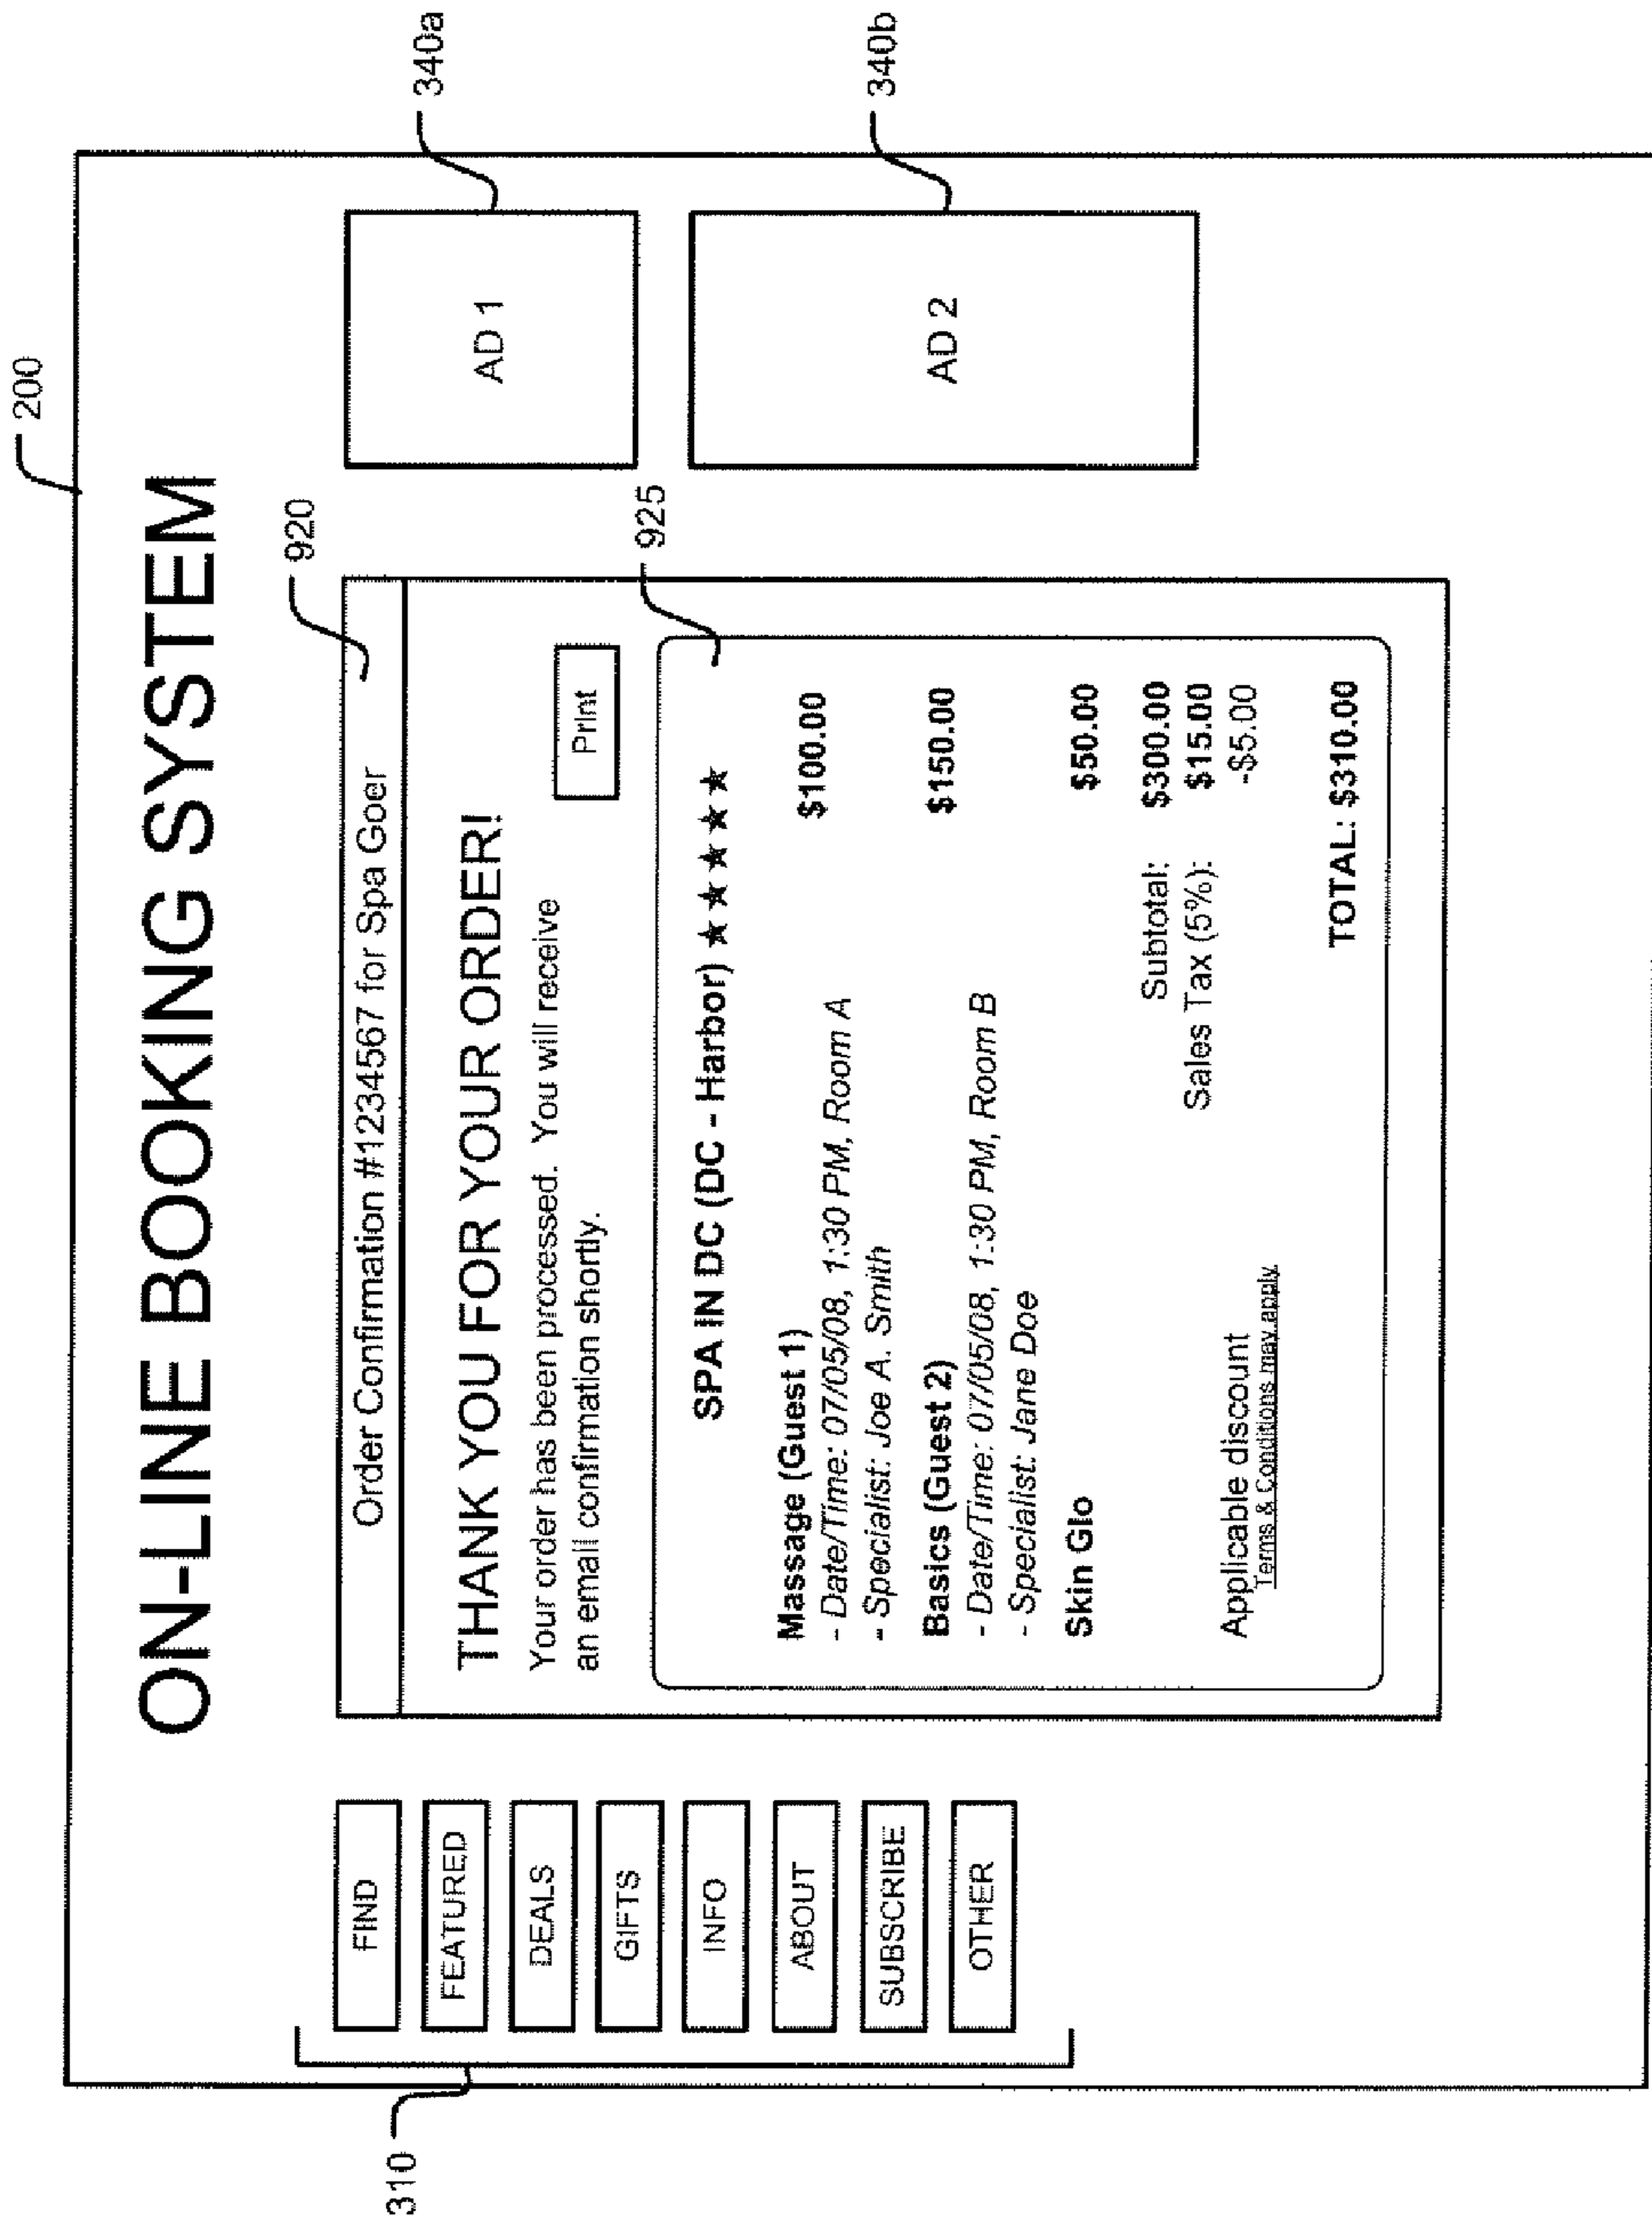 200
ON-LINE BOOKING SYSTEM
310
FIND
FEATURED
DEALS
GIFTS
INFO
ABOUT
SUBSCRIBE
OTHER
920
Order Confirmation #1234567 for Spa Goer
THANK YOU FOR YOUR ORDER!
Your order has been processed. You will receive
an email confirmation shortly.
Print
925
SPA IN DC (DC - Harbor) ★★★★★
Massage (Guest 1) $100.00
- Date/Time: 07/05/08, 1:30 PM, Room A
- Specialist: Joe A. Smith
Basics (Guest 2) $150.00
- Date/Time: 07/05/08, 1:30 PM, Room B
- Specialist: Jane Doe
Skin Glo $50.00
Subtotal: $300.00
Sales Tax (5%): $15.00
Applicable discount -$5.00
Terms & Conditions may apply.
TOTAL: $310.00
AD 1
340a
AD 2
340b